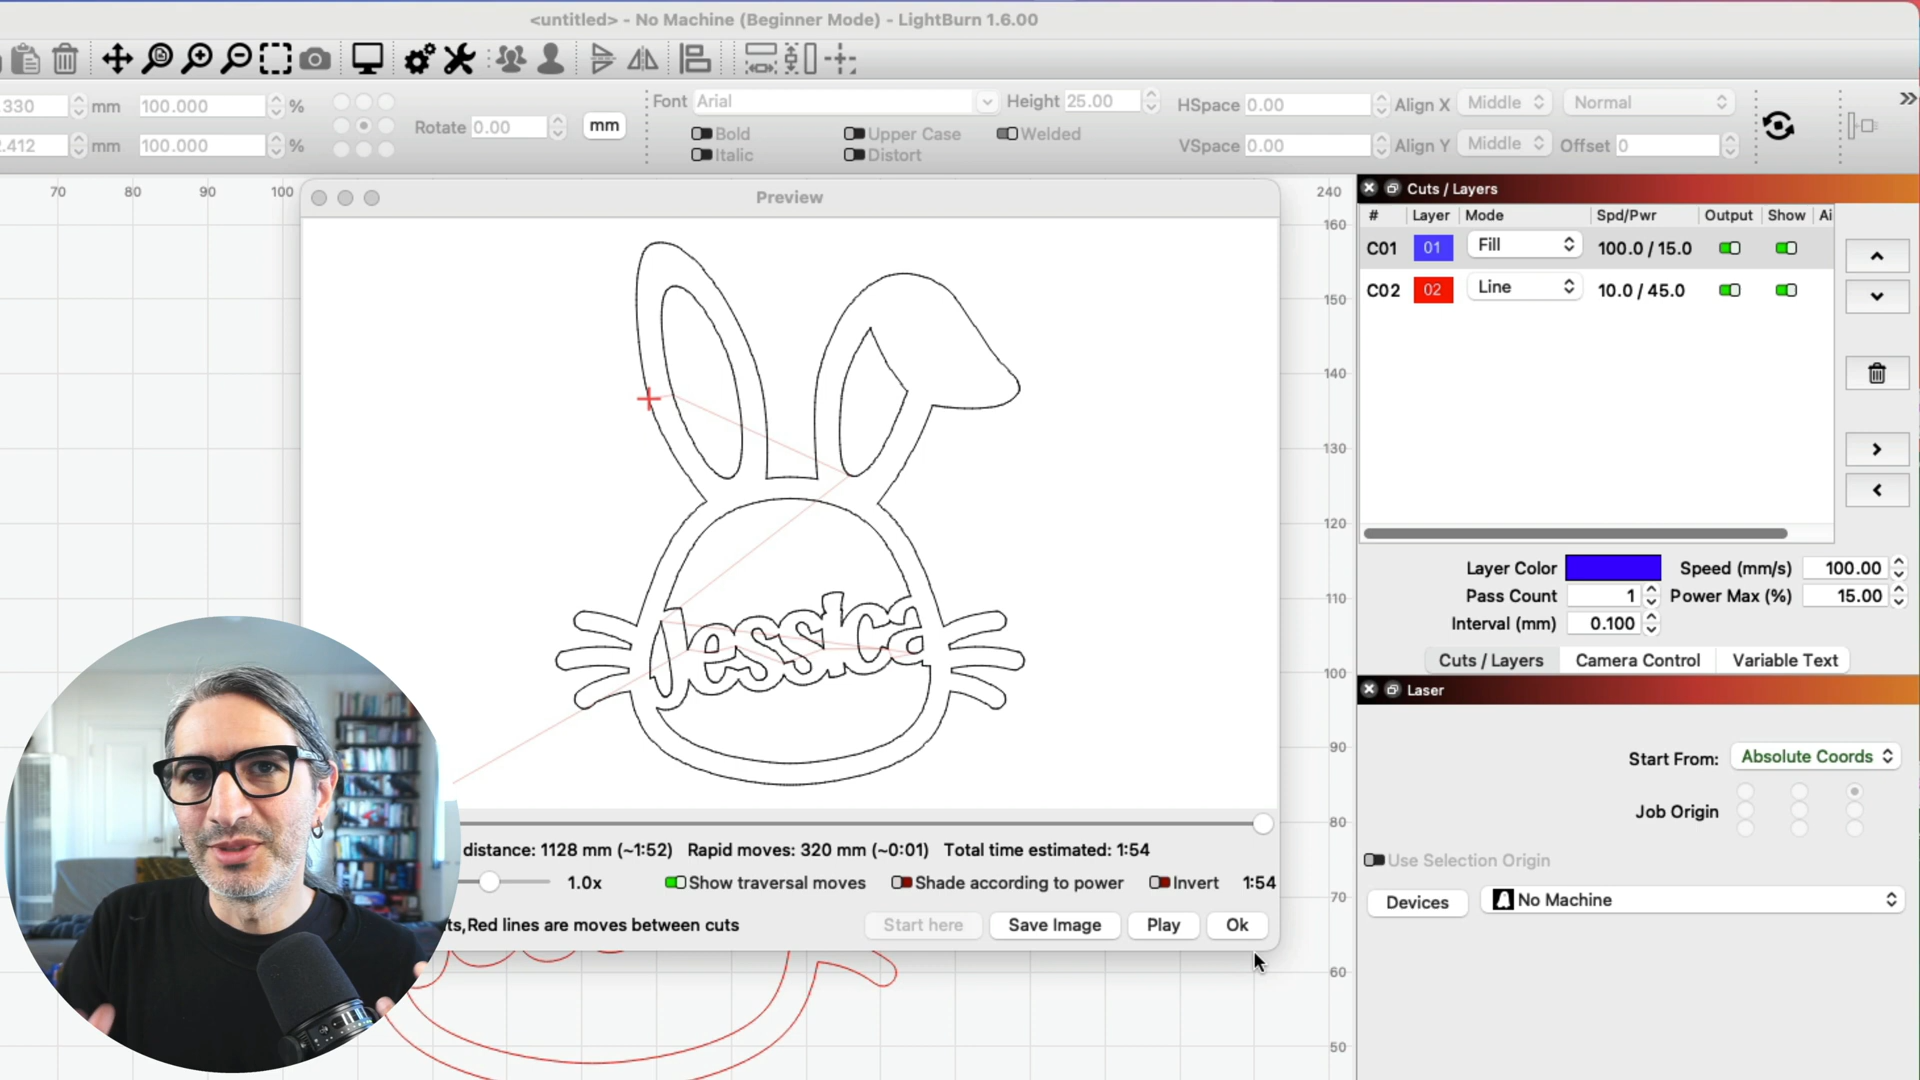 <untitled> - No Machine (Beginner Mode) - LightBurn 1.6.00
.330 mm 100.000 %
.412 mm 100.000 %
Rotate 0.00 mm
Font Arial Height 25.00
Bold Upper Case Welded
Italic Distort
HSpace 0.00 Align X Middle Normal
VSpace 0.00 Align Y Middle Offset 0
70 80 90 100 240
160
150
140
130
120
110
100
90
80
70
60
50
Preview
Jessica
distance: 1128 mm (~1:52) Rapid moves: 320 mm (~0:01) Total time estimated: 1:54
1.0x Show traversal moves Shade according to power Invert 1:54
ts,Red lines are moves between cuts Start here Save Image Play Ok
Cuts / Layers
# Layer Mode Spd/Pwr Output Show Ai
C01 01 Fill 100.0 / 15.0
C02 02 Line 10.0 / 45.0
Layer Color Speed (mm/s) 100.00
Pass Count 1 Power Max (%) 15.00
Interval (mm) 0.100
Cuts / Layers Camera Control Variable Text
Laser
Start From: Absolute Coords
Job Origin
Use Selection Origin
Devices No Machine